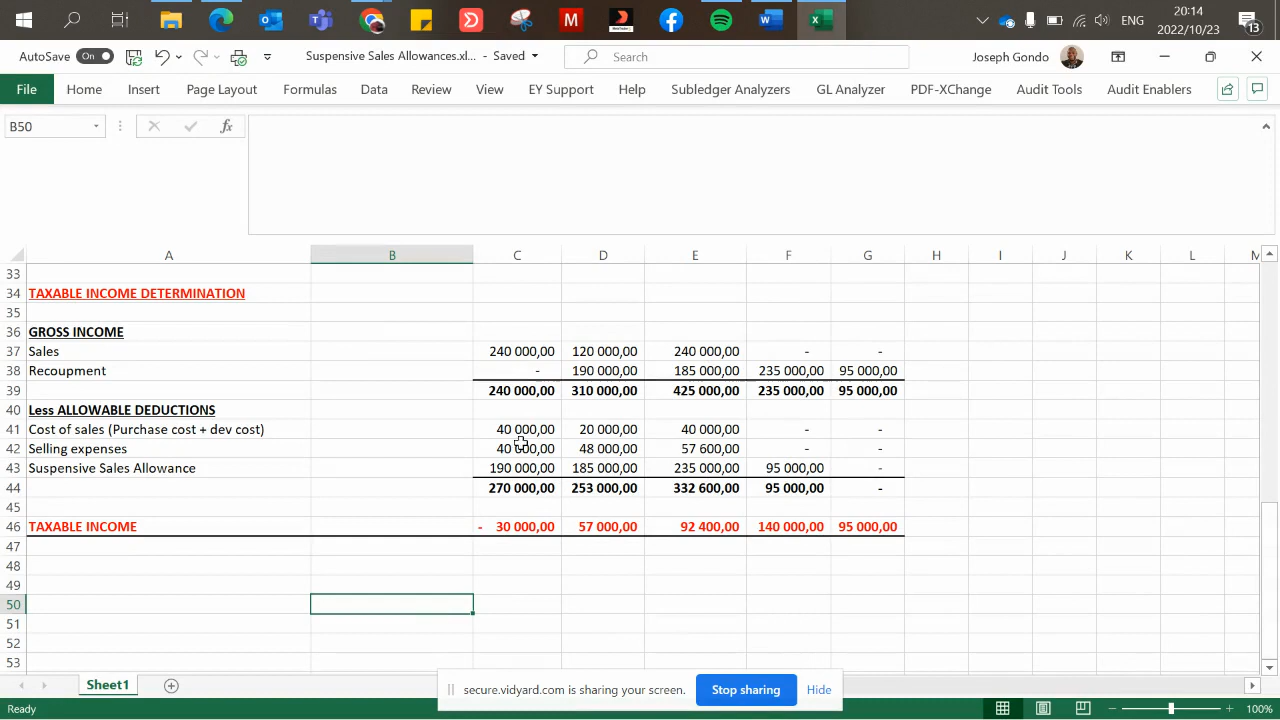 ENG
20:14
2022/10/23
13
AutoSave On
Suspensive Sales Allowances.xl... - Saved
Search
Joseph Gondo
File Home Insert Page Layout Formulas Data Review View EY Support Help Subledger Analyzers GL Analyzer PDF-XChange Audit Tools Audit Enablers
B50
fx
A B C D E F G H I J K L M
33
34 TAXABLE INCOME DETERMINATION
35
36 GROSS INCOME
37 Sales 240 000,00 120 000,00 240 000,00 - -
38 Recoupment - 190 000,00 185 000,00 235 000,00 95 000,00
39 240 000,00 310 000,00 425 000,00 235 000,00 95 000,00
40 Less ALLOWABLE DEDUCTIONS
41 Cost of sales (Purchase cost + dev cost) 40 000,00 20 000,00 40 000,00 - -
42 Selling expenses 40 000,00 48 000,00 57 600,00 - -
43 Suspensive Sales Allowance 190 000,00 185 000,00 235 000,00 95 000,00 -
44 270 000,00 253 000,00 332 600,00 95 000,00 -
45
46 TAXABLE INCOME - 30 000,00 57 000,00 92 400,00 140 000,00 95 000,00
47
48
49
50
51
52
53
Sheet1
secure.vidyard.com is sharing your screen. Stop sharing Hide
Ready
100%